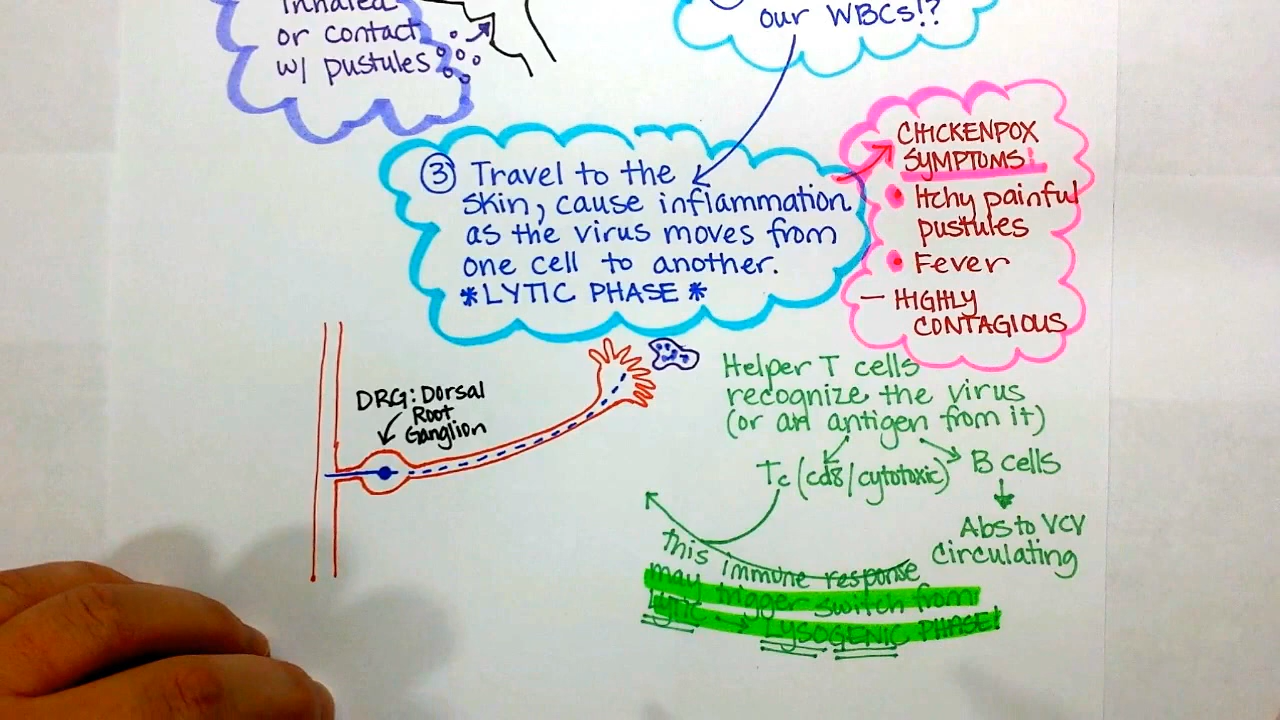 inhaled
or contact
w/ pustules
our WBCs!?
③ Travel to the
skin, cause inflammation
as the virus moves from
one cell to another.
*LYTIC PHASE*
CHICKENPOX
SYMPTOMS!
• Itchy painful
pustules
• Fever
— HIGHLY
CONTAGIOUS
DRG: Dorsal
Root
Ganglion
Helper T cells
recognize the virus
(or an antigen from it)
Tc (cd8/cytotoxic)
B cells
Abs to VCV
circulating
this immune response
may trigger switch from
Lytic → LYSOGENIC PHASE!